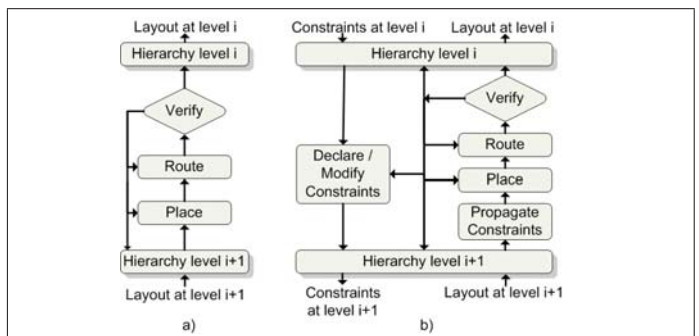 Layout at level i
Hierarchy level i
Verify
Route
Place
Hierarchy level i+1
Layout at level i+1
a)
Constraints at level i
Layout at level i
Hierarchy level i
Verify
Route
Declare /
Modify
Constraints
Place
Propagate
Constraints
Hierarchy level i+1
Constraints
at level i+1
Layout at level i+1
b)